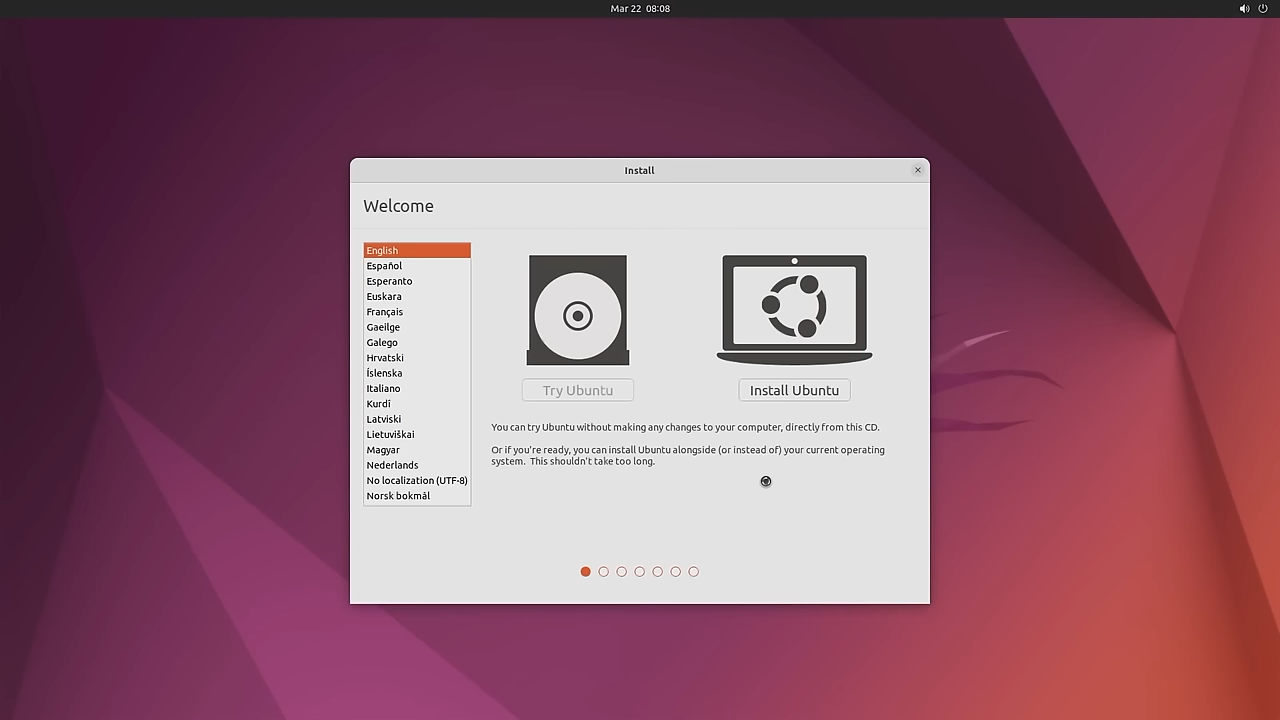 Mar 22 08:08
Install
Welcome
English
Español
Esperanto
Euskara
Français
Gaeilge
Galego
Hrvatski
Íslenska
Italiano
Kurdî
Latviski
Lietuviškai
Magyar
Nederlands
No localization (UTF-8)
Norsk bokmål
Try Ubuntu
Install Ubuntu
You can try Ubuntu without making any changes to your computer, directly from this CD.
Or if you're ready, you can install Ubuntu alongside (or instead of) your current operating
system. This shouldn't take too long.